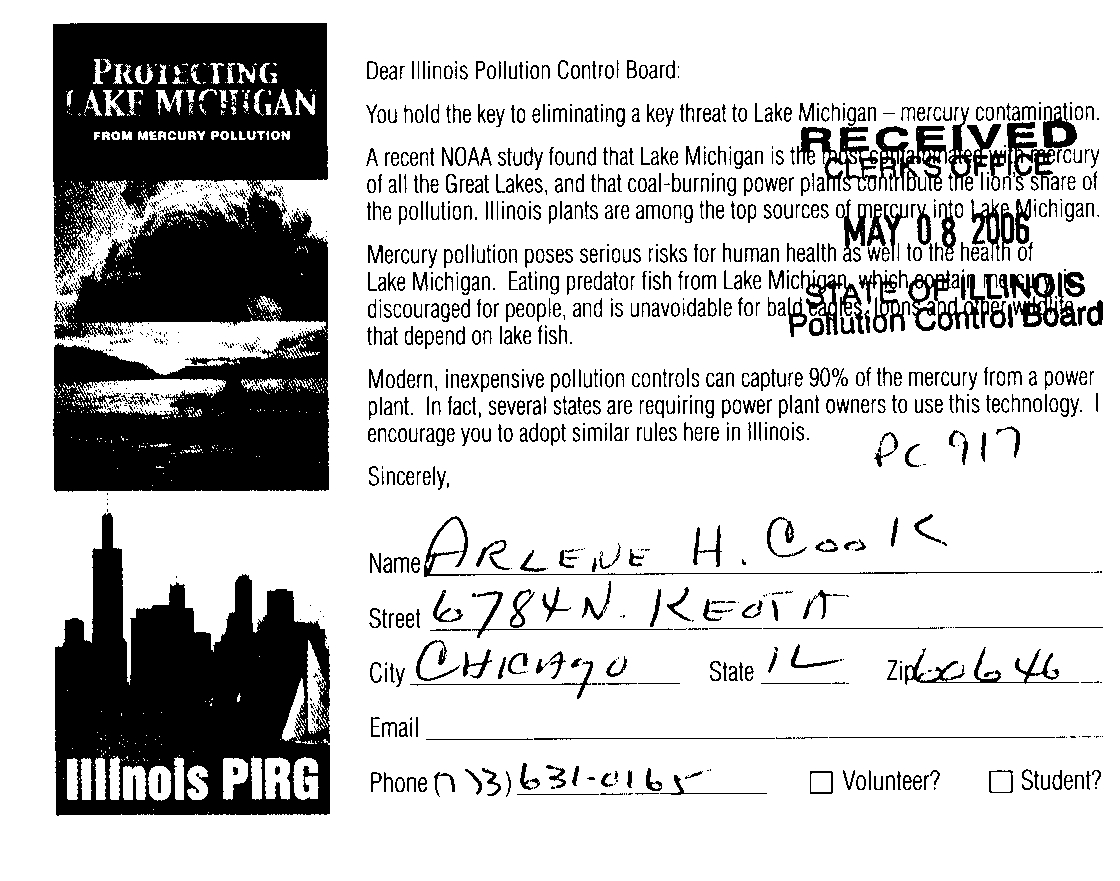 PROTECTING
LAKE MICHIGAN
FROM MERCURY POLLUTION
Illinois PIRG
Dear Illinois Pollution Control Board:
You hold the key to eliminating a key threat to Lake Michigan – mercury contamination.
A recent NOAA study found that Lake Michigan is the most contaminated with mercury
of all the Great Lakes, and that coal-burning power plants contribute the lion's share of
the pollution. Illinois plants are among the top sources of mercury into Lake Michigan.
Mercury pollution poses serious risks for human health as well to the health of
Lake Michigan. Eating predator fish from Lake Michigan, which contain mercury is
discouraged for people, and is unavoidable for bald eagles, loons and other wildlife
that depend on lake fish.
RECEIVED
CLERK'S OFFICE
MAY 08 2006
STATE OF ILLINOIS
Pollution Control Board
Modern, inexpensive pollution controls can capture 90% of the mercury from a power
plant. In fact, several states are requiring power plant owners to use this technology. I
encourage you to adopt similar rules here in Illinois.
PC 917
Sincerely,
Name ARLENE H. COOK
Street 6784 N. KEOTA
City CHICAGO State IL Zip 60646
Email
Phone (773) 631-0165 Volunteer? Student?